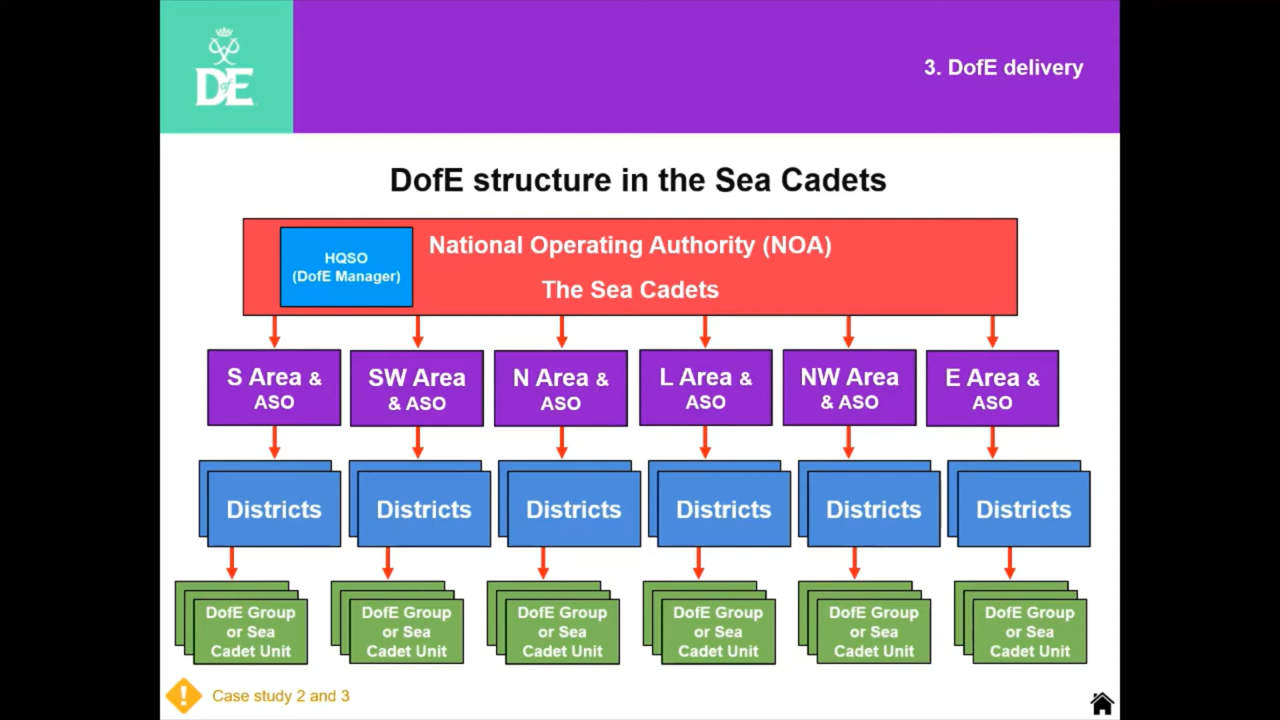 DofE
3. DofE delivery
DofE structure in the Sea Cadets
HQSO
(DofE Manager)
National Operating Authority (NOA)
The Sea Cadets
S Area &
ASO
SW Area
& ASO
N Area &
ASO
L Area &
ASO
NW Area
& ASO
E Area &
ASO
Districts
Districts
Districts
Districts
Districts
Districts
DofE Group
or Sea
Cadet Unit
DofE Group
or Sea
Cadet Unit
DofE Group
or Sea
Cadet Unit
DofE Group
or Sea
Cadet Unit
DofE Group
or Sea
Cadet Unit
DofE Group
or Sea
Cadet Unit
!
Case study 2 and 3